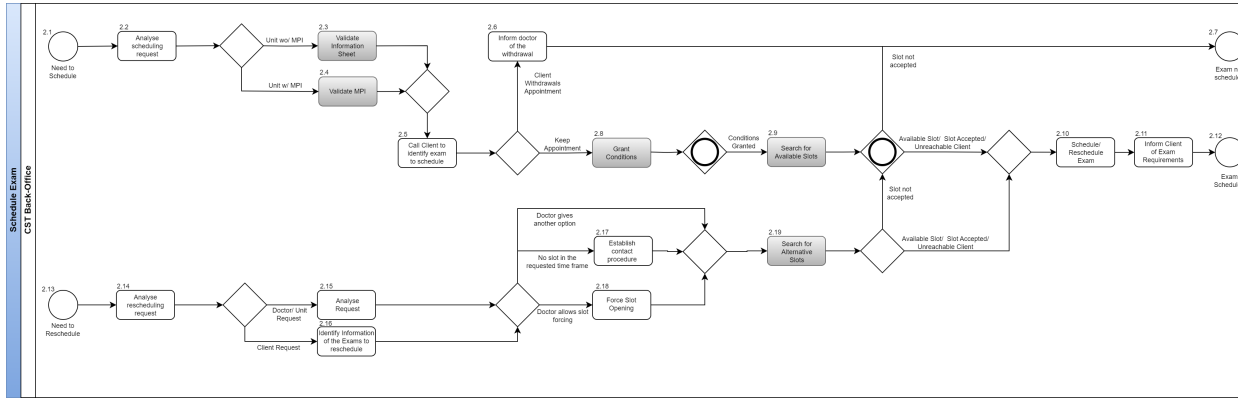 Schedule Exam
CST Back-Office
2.1
Need to
Schedule
2.2
Analyse
scheduling
request
Unit wo/ MPI
Unit w/ MPI
2.3
Validate
Information
Sheet
2.4
Validate MPI
2.5
Call Client to
identify exam
to schedule
2.6
Inform doctor
of the
withdrawal
Client
Withdrawals
Appointment
Keep
Appointment
2.7
Exam n
schedule
2.8
Grant
Conditions
Conditions
Granted
2.9
Search for
Available Slots
Slot not
accepted
Available Slot/ Slot Accepted/
Unreachable Client
2.10
Schedule/
Reschedule
Exam
2.11
Inform Client
of Exam
Requirements
2.12
Exam
Schedul
2.13
Need to
Reschedule
2.14
Analyse
rescheduling
request
Doctor/ Unit
Request
Client Request
2.15
Analyse
Request
2.16
Identify Information
of the Exams to
reschedule
Doctor gives
another option
No slot in the
requested time frame
Doctor allows slot
forcing
2.17
Establish
contact
procedure
2.18
Force Slot
Opening
2.19
Search for
Alternative
Slots
Slot not
accepted
Available Slot/ Slot Accepted/
Unreachable Client